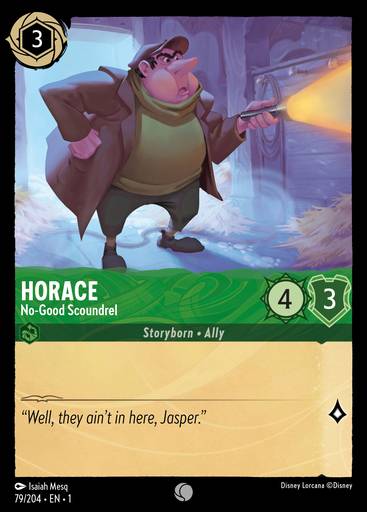 3
HORACE
No-Good Scoundrel
4
3
Storyborn • Ally
“Well, they ain’t in here, Jasper.”
Isaiah Mesq
Disney Lorcana ©Disney
79/204 • EN • 1